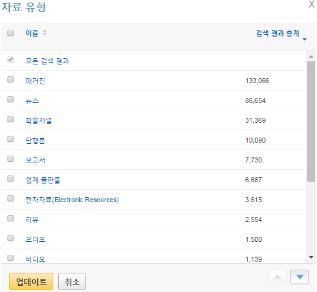 자료 유형
X
이름
검색 결과 총계
모든 검색 결과
매거진 133,066
뉴스 86,654
학술저널 31,369
단행본 10,090
보고서 7,730
업계 출판물 6,687
전자자료(Electronic Resources) 3,615
리뷰 2,554
오디오 1,500
비디오 1,139
업데이트 취소